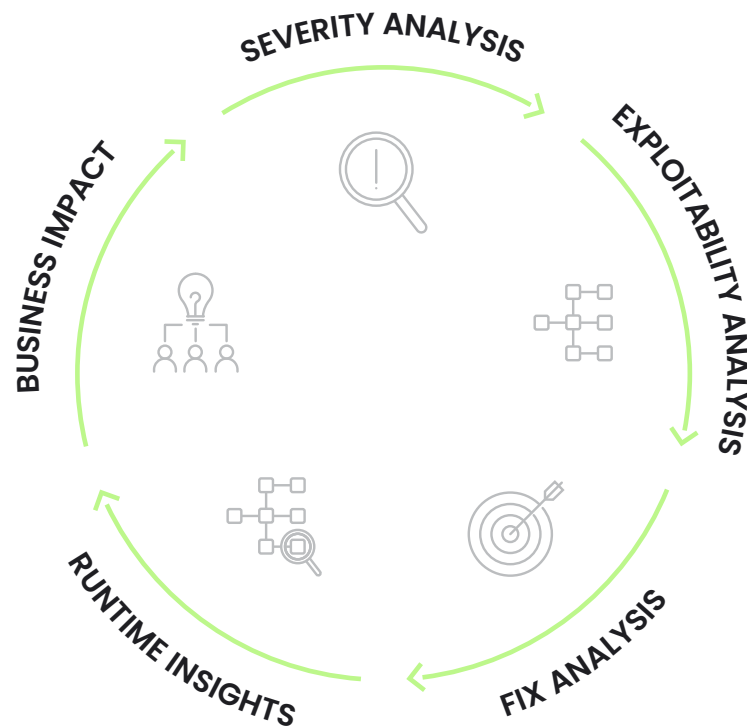 SEVERITY ANALYSIS
EXPLOITABILITY ANALYSIS
FIX ANALYSIS
RUNTIME INSIGHTS
BUSINESS IMPACT